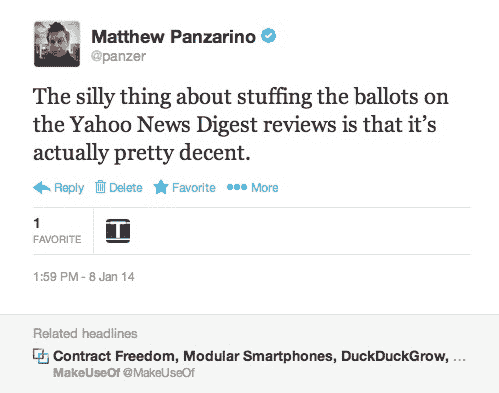 Matthew Panzarino
@panzer
The silly thing about stuffing the ballots on
the Yahoo News Digest reviews is that it's
actually pretty decent.
Reply Delete Favorite More
1
FAVORITE
T
1:59 PM - 8 Jan 14
Related headlines
Contract Freedom, Modular Smartphones, DuckDuckGrow, ...
MakeUseOf @MakeUseOf